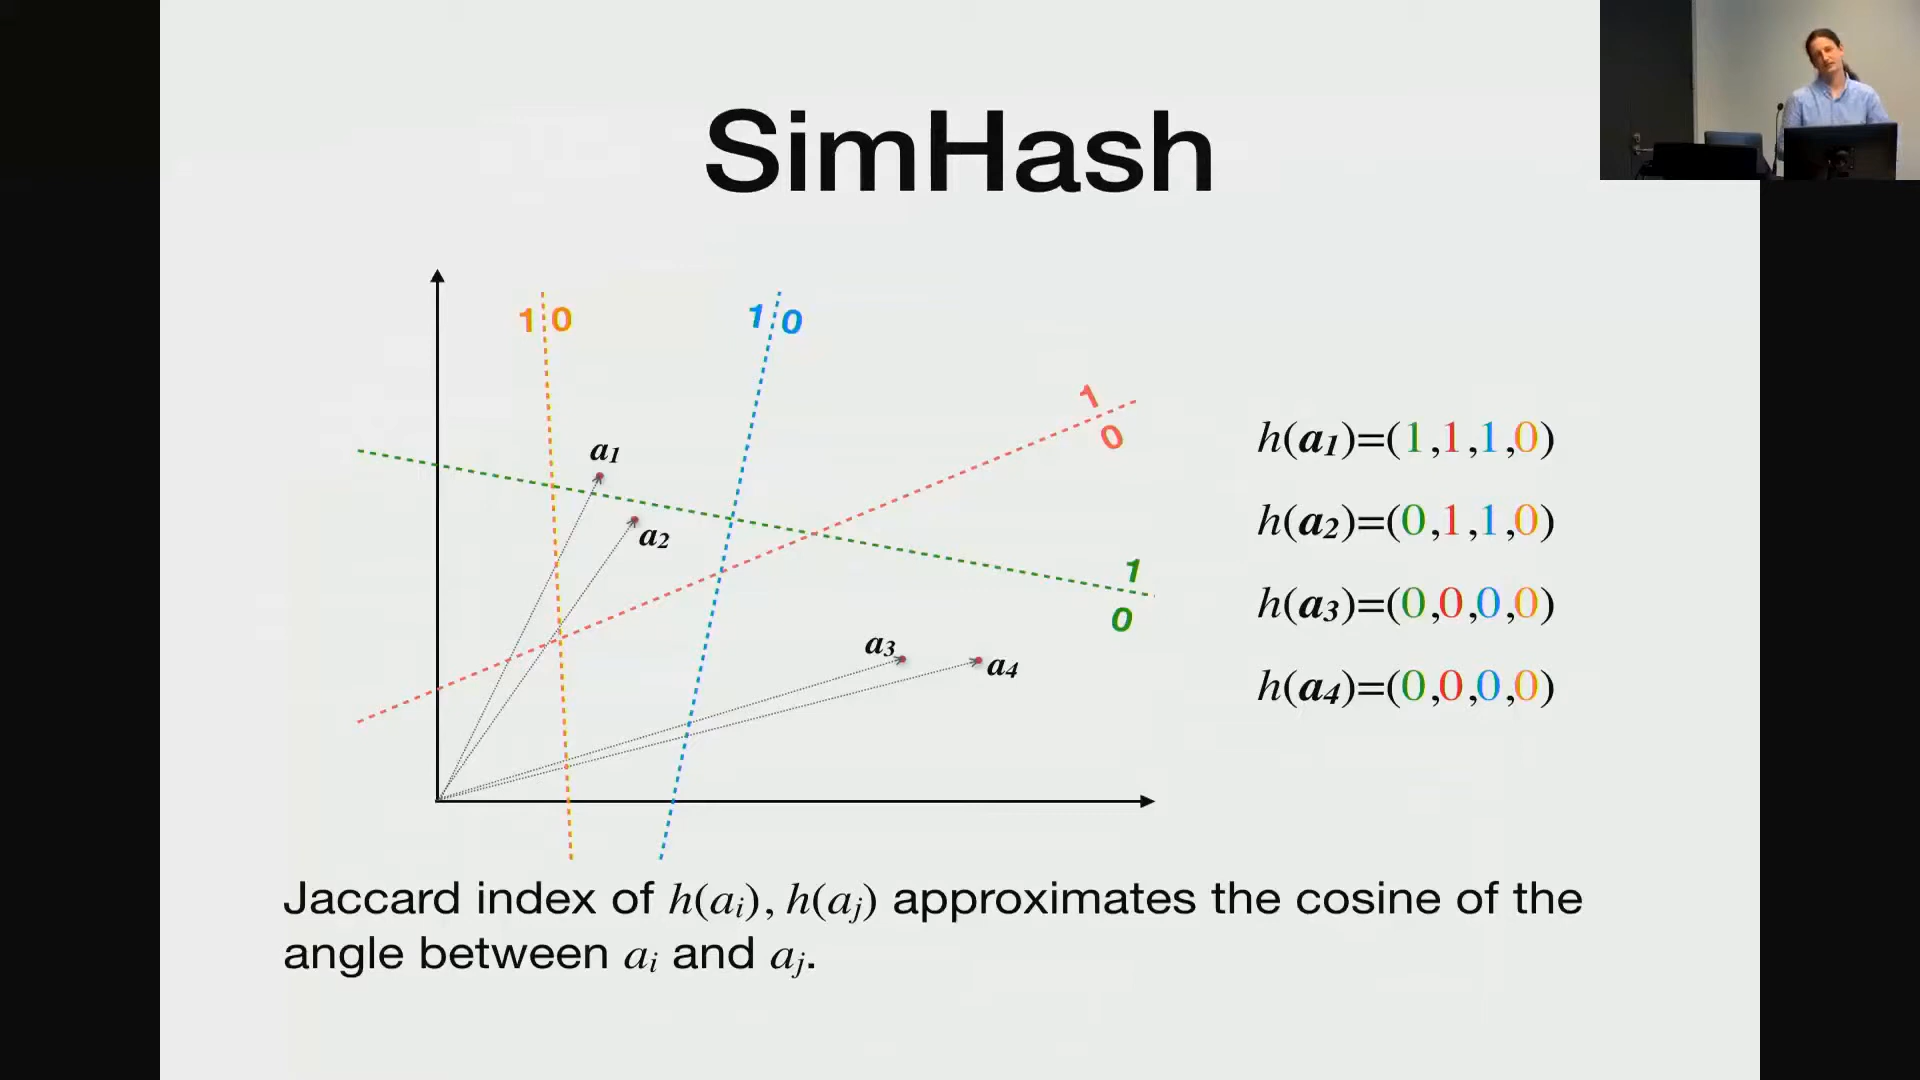 SimHash
1 0
1 0
1
0
a1
a2
1
0
a3
a4
h(a1)=(1,1,1,0)
h(a2)=(0,1,1,0)
h(a3)=(0,0,0,0)
h(a4)=(0,0,0,0)
Jaccard index of h(ai), h(aj) approximates the cosine of the
angle between ai and aj.